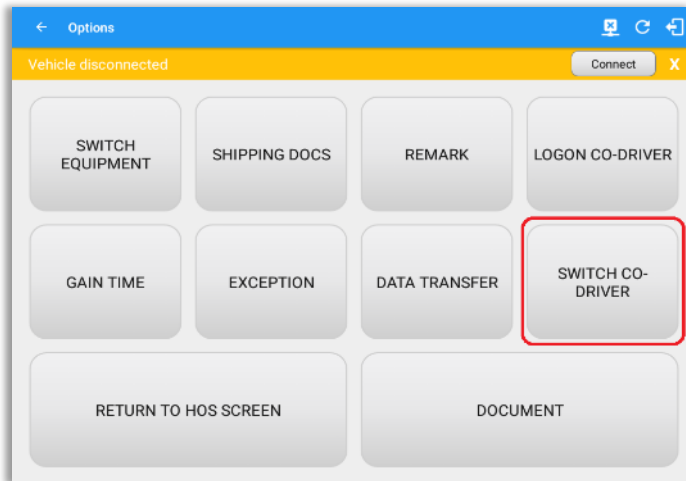 Options
Vehicle disconnected
Connect
X
SWITCH
EQUIPMENT
SHIPPING DOCS
REMARK
LOGON CO-DRIVER
GAIN TIME
EXCEPTION
DATA TRANSFER
SWITCH CO-
DRIVER
RETURN TO HOS SCREEN
DOCUMENT